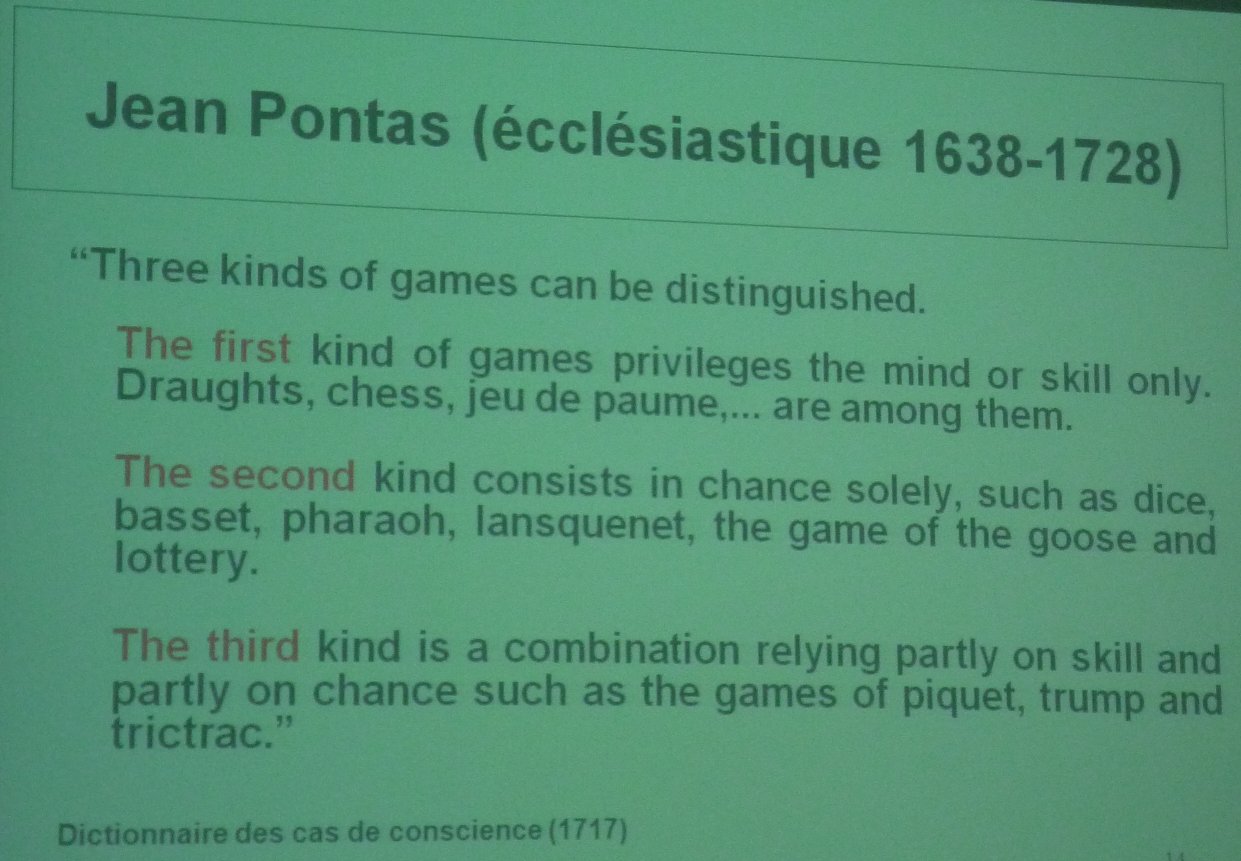 Jean Pontas (écclésiastique 1638-1728)
“Three kinds of games can be distinguished.
The first kind of games privileges the mind or skill only.
Draughts, chess, jeu de paume,... are among them.
The second kind consists in chance solely, such as dice,
basset, pharaoh, lansquenet, the game of the goose and
lottery.
The third kind is a combination relying partly on skill and
partly on chance such as the games of piquet, trump and
trictrac.”
Dictionnaire des cas de conscience (1717)